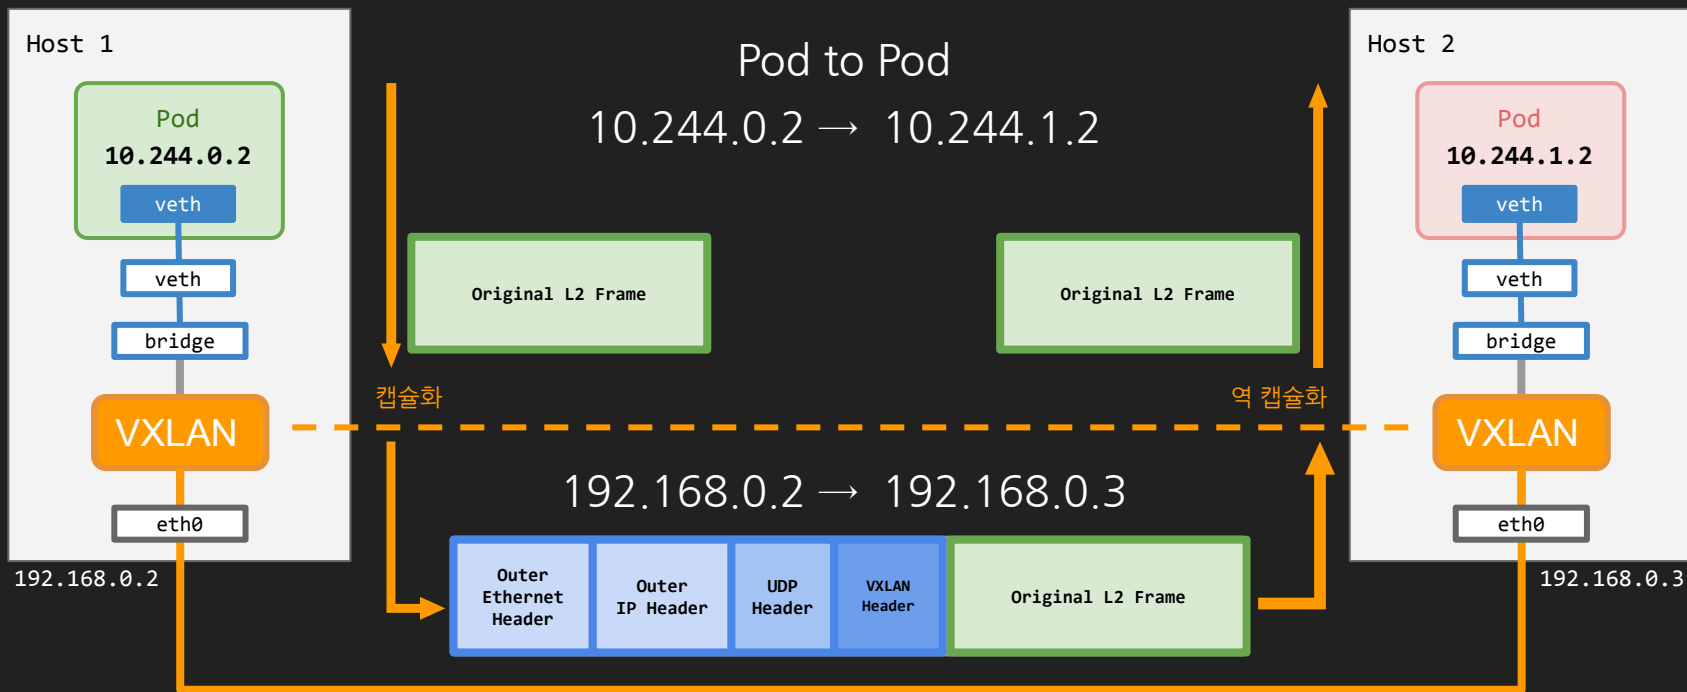 Host 1
Pod
10.244.0.2
veth
veth
bridge
VXLAN
eth0
192.168.0.2
Pod to Pod
10.244.0.2 → 10.244.1.2
Original L2 Frame
Original L2 Frame
캡슐화
역 캡슐화
192.168.0.2 → 192.168.0.3
Outer
Ethernet
Header
Outer
IP Header
UDP
Header
VXLAN
Header
Original L2 Frame
Host 2
Pod
10.244.1.2
veth
veth
bridge
VXLAN
eth0
192.168.0.3